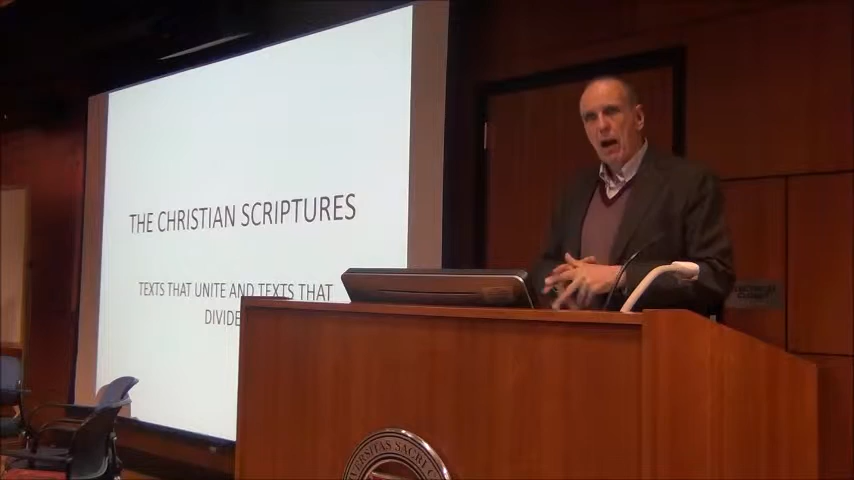 THE CHRISTIAN SCRIPTURES
TEXTS THAT UNITE AND TEXTS THAT
DIVIDE